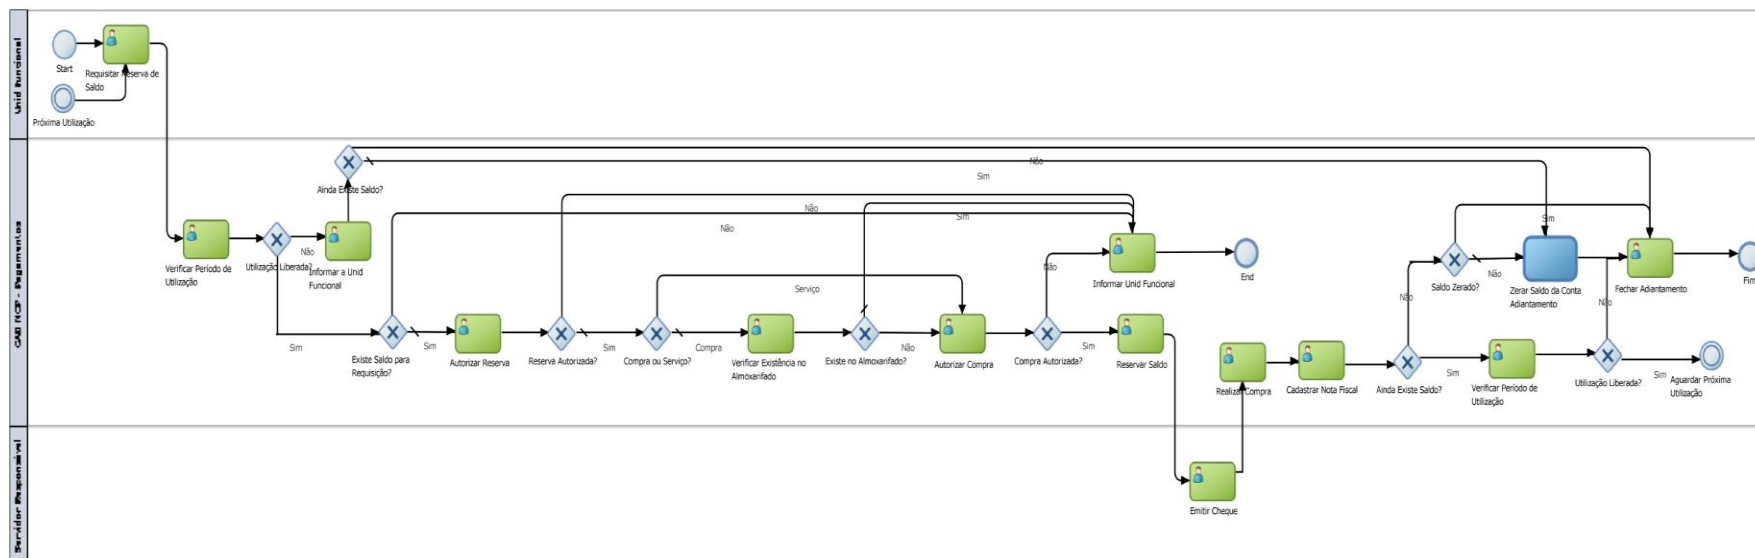 Unid Funcional
Start
Requisitar Reserva de
Saldo
Próxima Utilização
Ainda Existe Saldo?
Não
Sim
Verificar Período de
Utilização
Utilização Liberada?
Não
Informar a Unid
Funcional
Sim
Não
Não
Sim
Existe Saldo para
Requisição?
Sim
Autorizar Reserva
Reserva Autorizada?
Sim
Compra ou Serviço?
Serviço
Compra
Verificar Existência no
Almoxarifado
Existe no Almoxarifado?
Não
Autorizar Compra
Compra Autorizada?
Não
Sim
Informar Unid Funcional
End
Reservar Saldo
Realizar Compra
Cadastrar Nota Fiscal
Ainda Existe Saldo?
Não
Sim
Saldo Zerado?
Sim
Não
Zerar Saldo da Conta
Adiantamento
Fechar Adiantamento
Fim
Verificar Período de
Utilização
Utilização Liberada?
Não
Sim
Aguardar Próxima
Utilização
Servidor Responsável
Emitir Cheque